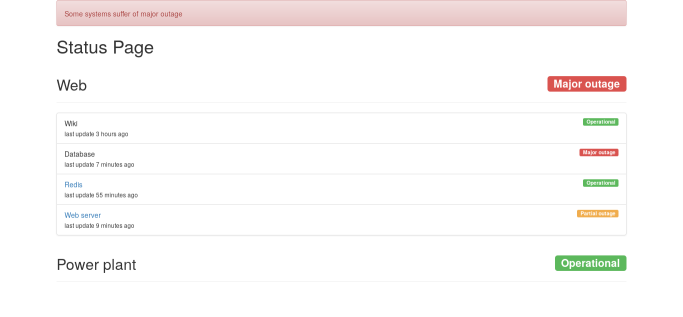 Some systems suffer of major outage
Status Page
Web
Major outage
Wiki
Operational
last update 3 hours ago
Database
Major outage
last update 7 minutes ago
Redis
Operational
last update 55 minutes ago
Web server
Partial outage
last update 9 minutes ago
Power plant
Operational